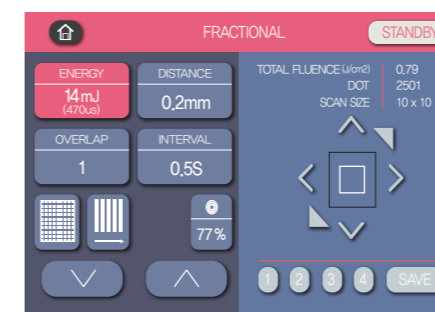 FRACTIONAL
STANDBY
ENERGY
14mJ
(470us)
DISTANCE
0,2mm
OVERLAP
1
INTERVAL
0,5S
77%
TOTAL FLUENCE (J/cm2) 0,79
DOT 2501
SCAN SIZE 10 x 10
1 2 3 4 SAVE